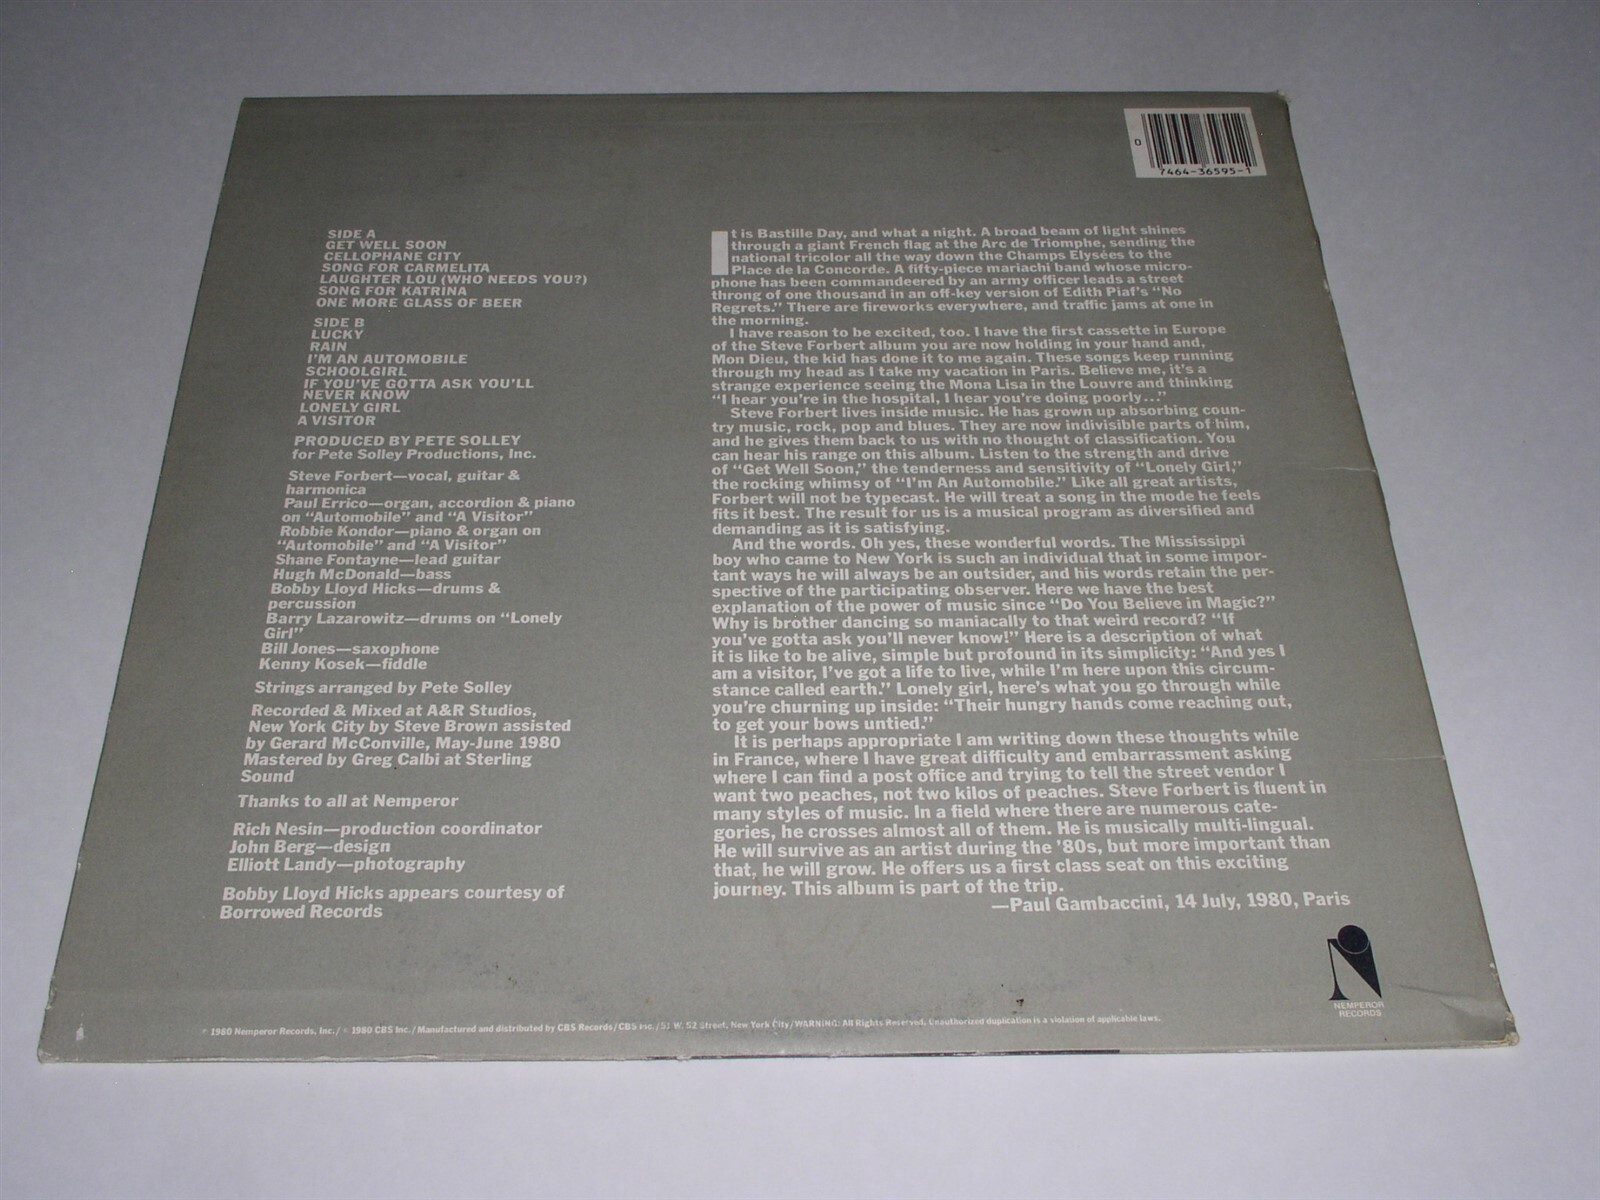 0
7464-36595-1
SIDE A
GET WELL SOON
CELLOPHANE CITY
SONG FOR CARMELITA
LAUGHTER LOU (WHO NEEDS YOU?)
SONG FOR KATRINA
ONE MORE GLASS OF BEER
SIDE B
LUCKY
RAIN
I'M AN AUTOMOBILE
SCHOOLGIRL
IF YOU'VE GOTTA ASK YOU'LL
NEVER KNOW
LONELY GIRL
A VISITOR
PRODUCED BY PETE SOLLEY
for Pete Solley Productions, Inc.
Steve Forbert—vocal, guitar &
harmonica
Paul Errico—organ, accordion & piano
on “Automobile” and “A Visitor”
Robbie Kondor—piano & organ on
“Automobile” and “A Visitor”
Shane Fontayne—lead guitar
Hugh McDonald—bass
Bobby Lloyd Hicks—drums &
percussion
Barry Lazarowitz—drums on “Lonely
Girl”
Bill Jones—saxophone
Kenny Kosek—fiddle
Strings arranged by Pete Solley
Recorded & Mixed at A&R Studios,
New York City by Steve Brown assisted
by Gerard McConville, May-June 1980
Mastered by Greg Calbi at Sterling
Sound
Thanks to all at Nemperor
Rich Nesin—production coordinator
John Berg—design
Elliott Landy—photography
Bobby Lloyd Hicks appears courtesy of
Borrowed Records
It is Bastille Day, and what a night. A broad beam of light shines
through a giant French flag at the Arc de Triomphe, sending the
national tricolor all the way down the Champs Elysées to the
Place de la Concorde. A fifty-piece mariachi band whose micro-
phone has been commandeered by an army officer leads a street
throng of one thousand in an off-key version of Edith Piaf's “No
Regrets.” There are fireworks everywhere, and traffic jams at one in
the morning.
I have reason to be excited, too. I have the first cassette in Europe
of the Steve Forbert album you are now holding in your hand and,
Mon Dieu, the kid has done it to me again. These songs keep running
through my head as I take my vacation in Paris. Believe me, it's a
strange experience seeing the Mona Lisa in the Louvre and thinking
“I hear you're in the hospital, I hear you're doing poorly...”
Steve Forbert lives inside music. He has grown up absorbing coun-
try music, rock, pop and blues. They are now indivisible parts of him,
and he gives them back to us with no thought of classification. You
can hear his range on this album. Listen to the strength and drive
of “Get Well Soon,” the tenderness and sensitivity of “Lonely Girl,”
the rocking whimsy of “I'm An Automobile.” Like all great artists,
Forbert will not be typecast. He will treat a song in the mode he feels
fits it best. The result for us is a musical program as diversified and
demanding as it is satisfying.
And the words. Oh yes, these wonderful words. The Mississippi
boy who came to New York is such an individual that in some impor-
tant ways he will always be an outsider, and his words retain the per-
spective of the participating observer. Here we have the best
explanation of the power of music since “Do You Believe in Magic?”
Why is brother dancing so maniacally to that weird record? “If
you've gotta ask you'll never know!” Here is a description of what
it is like to be alive, simple but profound in its simplicity: “And yes I
am a visitor, I've got a life to live, while I'm here upon this circum-
stance called earth.” Lonely girl, here's what you go through while
you're churning up inside: “Their hungry hands come reaching out,
to get your bows untied.”
It is perhaps appropriate I am writing down these thoughts while
in France, where I have great difficulty and embarrassment asking
where I can find a post office and trying to tell the street vendor I
want two peaches, not two kilos of peaches. Steve Forbert is fluent in
many styles of music. In a field where there are numerous cate-
gories, he crosses almost all of them. He is musically multi-lingual.
He will survive as an artist during the '80s, but more important than
that, he will grow. He offers us a first class seat on this exciting
journey. This album is part of the trip.
—Paul Gambaccini, 14 July, 1980, Paris
NEMPEROR
RECORDS
℗ 1980 Nemperor Records, Inc./ © 1980 CBS Inc./Manufactured and distributed by CBS Records/CBS Inc./51 W. 52 Street, New York City/WARNING: All Rights Reserved. Unauthorized duplication is a violation of applicable laws.